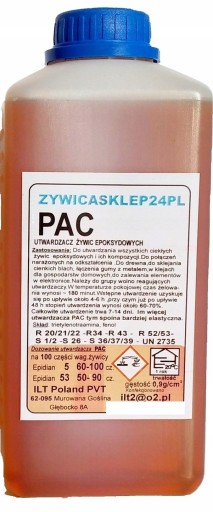 ZYWICASKLEP24PL
PAC
UTWARDZACZ ŻYWIC EPOKSYDOWYCH
Zastosowanie: Do utwardzania wszystkich ciekłych
żywic epoksydowych i ich kompozycji Do połączeń
narażonych na odkształcenia .Do drewna,do sklejania
cienkich blach, łączenia gumy z metalem,w klejach
dla gospodarstw domowych,do zalewania elementów
w elektronice.Należy do grupy wolno reagujących
utwardzaczy.W temperaturze pokojowej czas żelowa-
nia wynosi ~ 180 minut.Wstępne utwardzenie uzyskuje
się po upływie około 4-6 h .przy czym już po upływie
48 h stopień utwardzenia wynosi około 60-70%.
Całkowite utwardzenie trwa 7-14 dni. Im więcej
utwardzacza PAC tym spoina bardziej elastyczna.
Skład: trietylenotetraamina, fenol
R 20/21/22 -R34 -R 43 - R 52/53-
S 1/2 -S 26 - S 36/37/39 - UN 2735
Dozowanie utwardzacza PAC
na 100 części wag.żywicy
Epidian 5 60-100 cz.
Epidian 53 50- 90 cz.
ILT Poland PVT
62-095 Murowana Goślina
Głębocko 8A
trwałość
gęstość 0,9g/cm³
ilt2@o2.pl